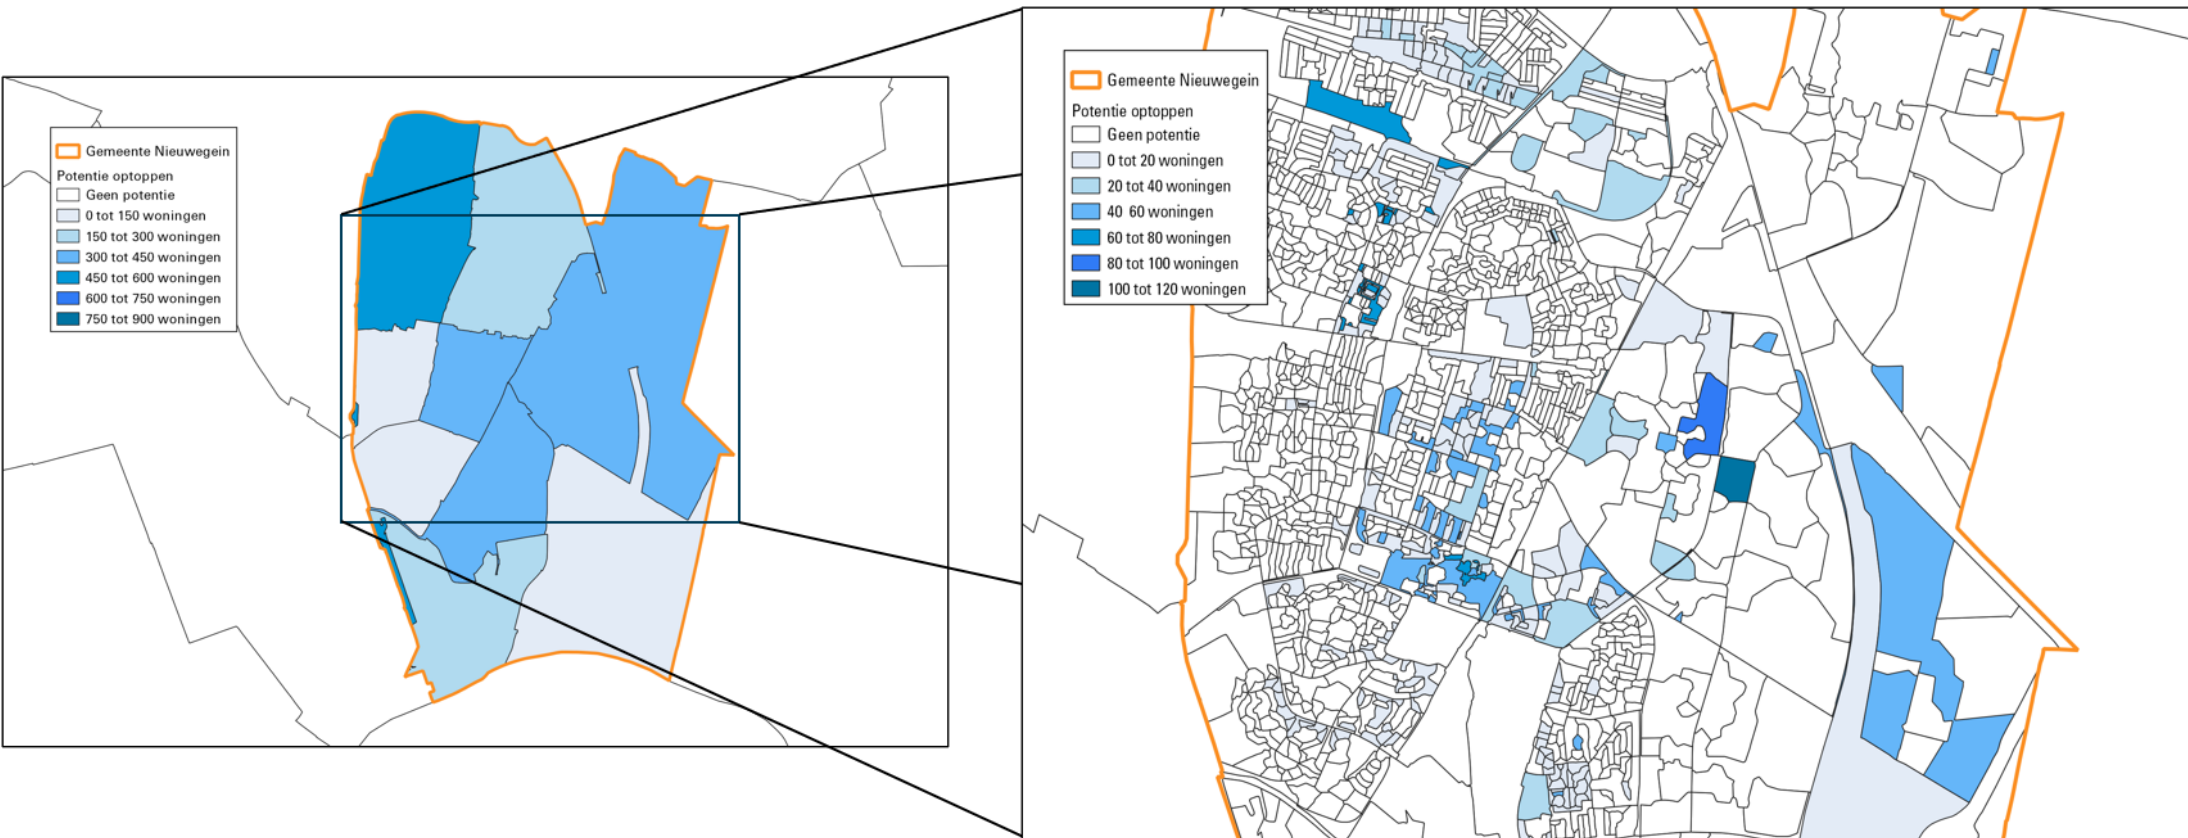 Gemeente Nieuwegein
Potentie optoppen
Geen potentie
0 tot 150 woningen
150 tot 300 woningen
300 tot 450 woningen
450 tot 600 woningen
600 tot 750 woningen
750 tot 900 woningen
Gemeente Nieuwegein
Potentie optoppen
Geen potentie
0 tot 20 woningen
20 tot 40 woningen
40 60 woningen
60 tot 80 woningen
80 tot 100 woningen
100 tot 120 woningen